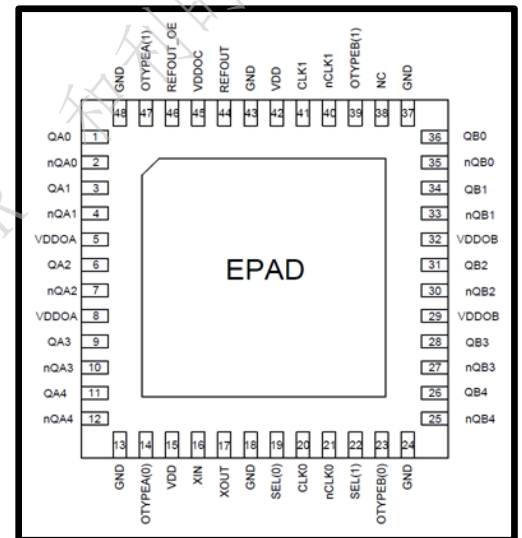 GND OTYPEA(1) REFOUT_OE VDDOC REFOUT GND VDD CLK1 nCLK1 OTYPEB(1) NC GND
48 47 46 45 44 43 42 41 40 39 38 37
QA0 1 36 QB0
nQA0 2 35 nQB0
QA1 3 34 QB1
nQA1 4 33 nQB1
VDDOA 5 32 VDDOB
QA2 6 31 QB2
EPAD
nQA2 7 30 nQB2
VDDOA 8 29 VDDOB
QA3 9 28 QB3
nQA3 10 27 nQB3
QA4 11 26 QB4
nQA4 12 25 nQB4
13 14 15 16 17 18 19 20 21 22 23 24
GND OTYPEA(0) VDD XIN XOUT GND SEL(0) CLK0 nCLK0 SEL(1) OTYPEB(0) GND
和利时
R